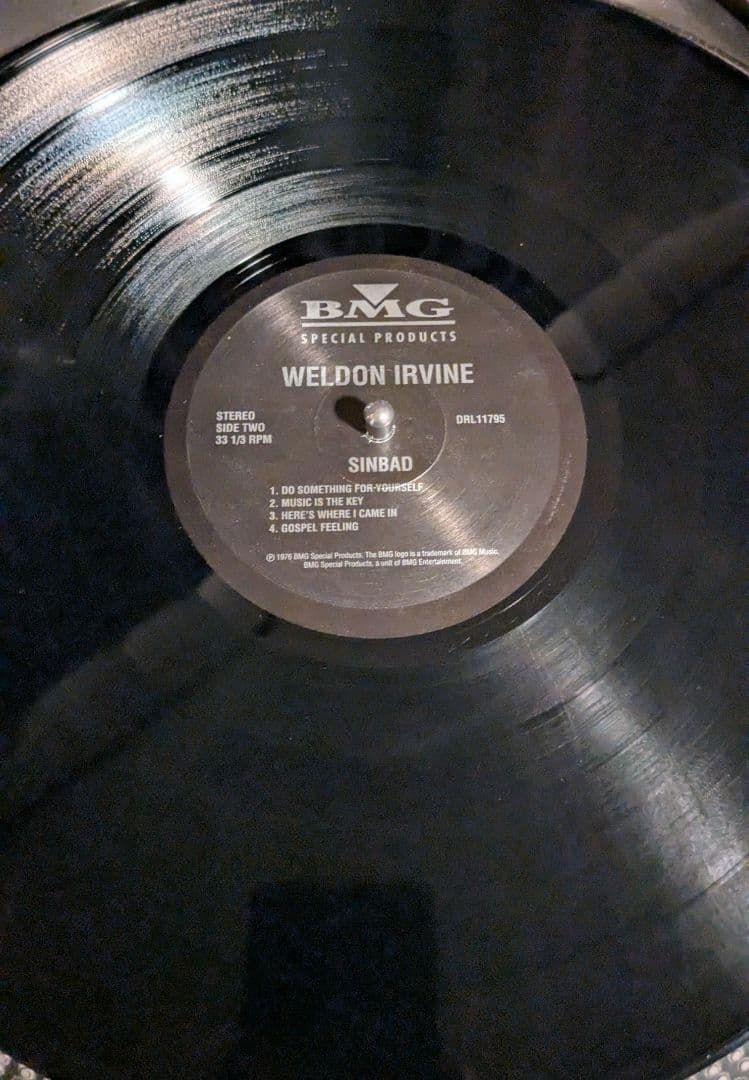 BMG
SPECIAL PRODUCTS
WELDON IRVINE
STEREO
SIDE TWO
33 1/3 RPM
DRL11795
SINBAD
1. DO SOMETHING FOR YOURSELF
2. MUSIC IS THE KEY
3. HERE'S WHERE I CAME IN
4. GOSPEL FEELING
℗ 1976 BMG Special Products. The BMG logo is a trademark of BMG Music.
BMG Special Products, a unit of BMG Entertainment.